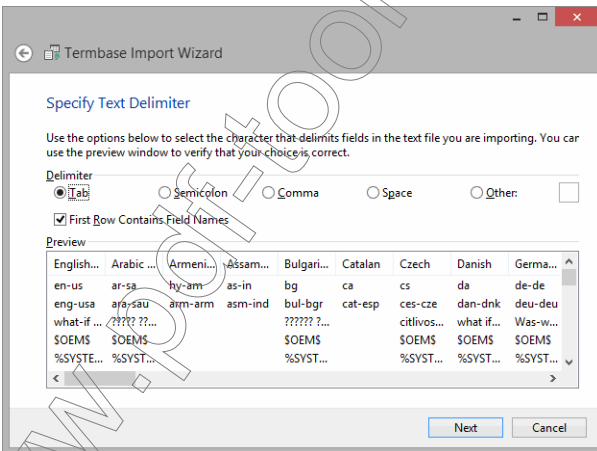 Termbase Import Wizard
Specify Text Delimiter
Use the options below to select the character that delimits fields in the text file you are importing. You can
use the preview window to verify that your choice is correct.
Delimiter
Tab Semicolon Comma Space Other:
First Row Contains Field Names
Preview
English... Arabic ... Armeni... Assam... Bulgari... Catalan Czech Danish Germa...
en-us ar-sa hy-am as-in bg ca cs da de-de
eng-usa ara-sau arm-arm asm-ind bul-bgr cat-esp ces-cze dan-dnk deu-deu
what-if ... ????? ??... ?????? ?... citlivos... what if... Was-w...
$OEM$ $OEM$ $OEM$ $OEM$ $OEM$ $OEM$
%SYSTE... %SYST... %SYST... %SYST... %SYST... %SYST...
Next Cancel
www.pdf-tool